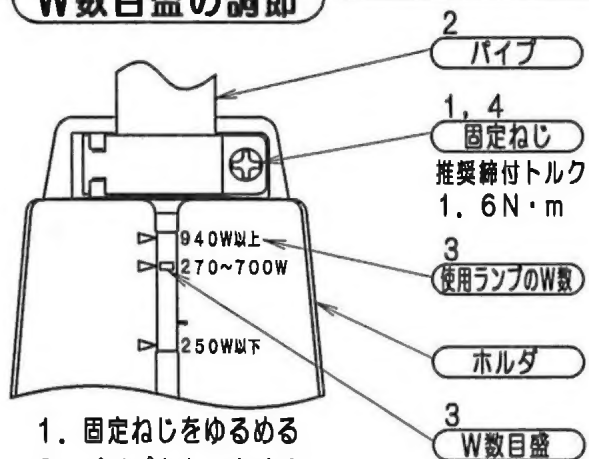 W数目盛の調節
2
パイプ
1, 4
固定ねじ
推奨締付トルク
1. 6N・m
940W以上
270~700W
3
使用ランプのW数
250W以下
ホルダ
3
W数目盛
1. 固定ねじをゆるめる